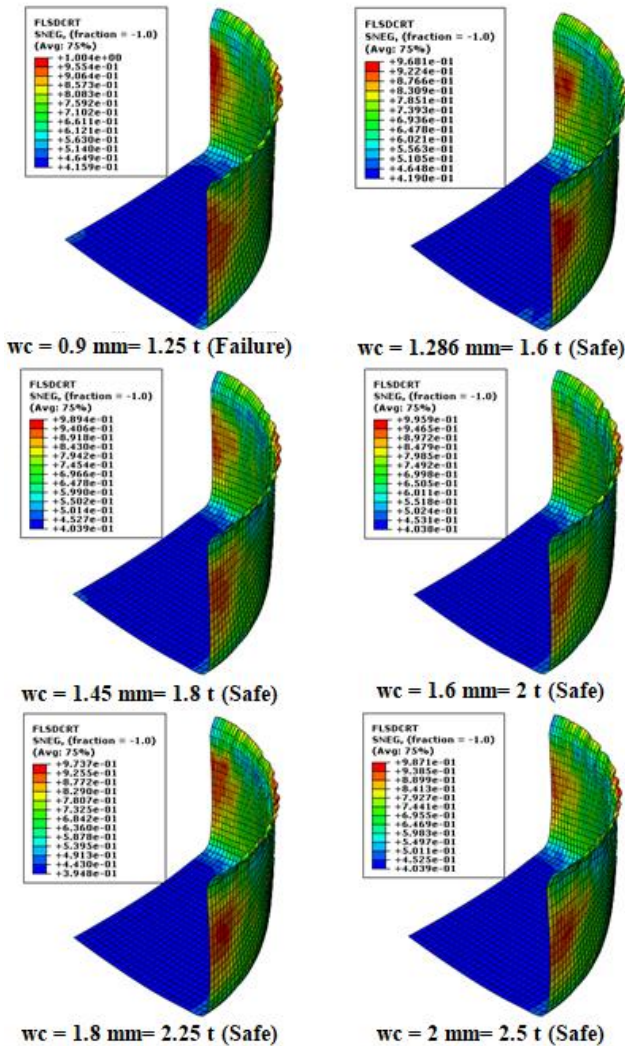 FLSDCRT
SNEG, (fraction = -1.0)
(Avg: 75%)
+1.004e+00
+9.554e-01
+9.064e-01
+8.573e-01
+8.083e-01
+7.592e-01
+7.102e-01
+6.611e-01
+6.121e-01
+5.630e-01
+5.140e-01
+4.649e-01
+4.159e-01
wc = 0.9 mm= 1.25 t (Failure)
FLSDCRT
SNEG, (fraction = -1.0)
(Avg: 75%)
+9.681e-01
+9.224e-01
+8.766e-01
+8.309e-01
+7.851e-01
+7.393e-01
+6.936e-01
+6.478e-01
+6.021e-01
+5.563e-01
+5.105e-01
+4.648e-01
+4.190e-01
wc = 1.286 mm= 1.6 t (Safe)
FLSDCRT
SNEG, (fraction = -1.0)
(Avg: 75%)
+9.894e-01
+9.406e-01
+8.918e-01
+8.430e-01
+7.942e-01
+7.454e-01
+6.966e-01
+6.478e-01
+5.990e-01
+5.502e-01
+5.014e-01
+4.527e-01
+4.039e-01
wc = 1.45 mm= 1.8 t (Safe)
FLSDCRT
SNEG, (fraction = -1.0)
(Avg: 75%)
+9.959e-01
+9.465e-01
+8.972e-01
+8.479e-01
+7.985e-01
+7.492e-01
+6.998e-01
+6.505e-01
+6.011e-01
+5.518e-01
+5.024e-01
+4.531e-01
+4.038e-01
wc = 1.6 mm= 2 t (Safe)
FLSDCRT
SNEG, (fraction = -1.0)
(Avg: 75%)
+9.737e-01
+9.255e-01
+8.772e-01
+8.290e-01
+7.807e-01
+7.325e-01
+6.842e-01
+6.360e-01
+5.878e-01
+5.395e-01
+4.913e-01
+4.430e-01
+3.948e-01
wc = 1.8 mm= 2.25 t (Safe)
FLSDCRT
SNEG, (fraction = -1.0)
(Avg: 75%)
+9.871e-01
+9.385e-01
+8.899e-01
+8.413e-01
+7.927e-01
+7.441e-01
+6.955e-01
+6.469e-01
+5.983e-01
+5.497e-01
+5.011e-01
+4.525e-01
+4.039e-01
wc = 2 mm= 2.5 t (Safe)